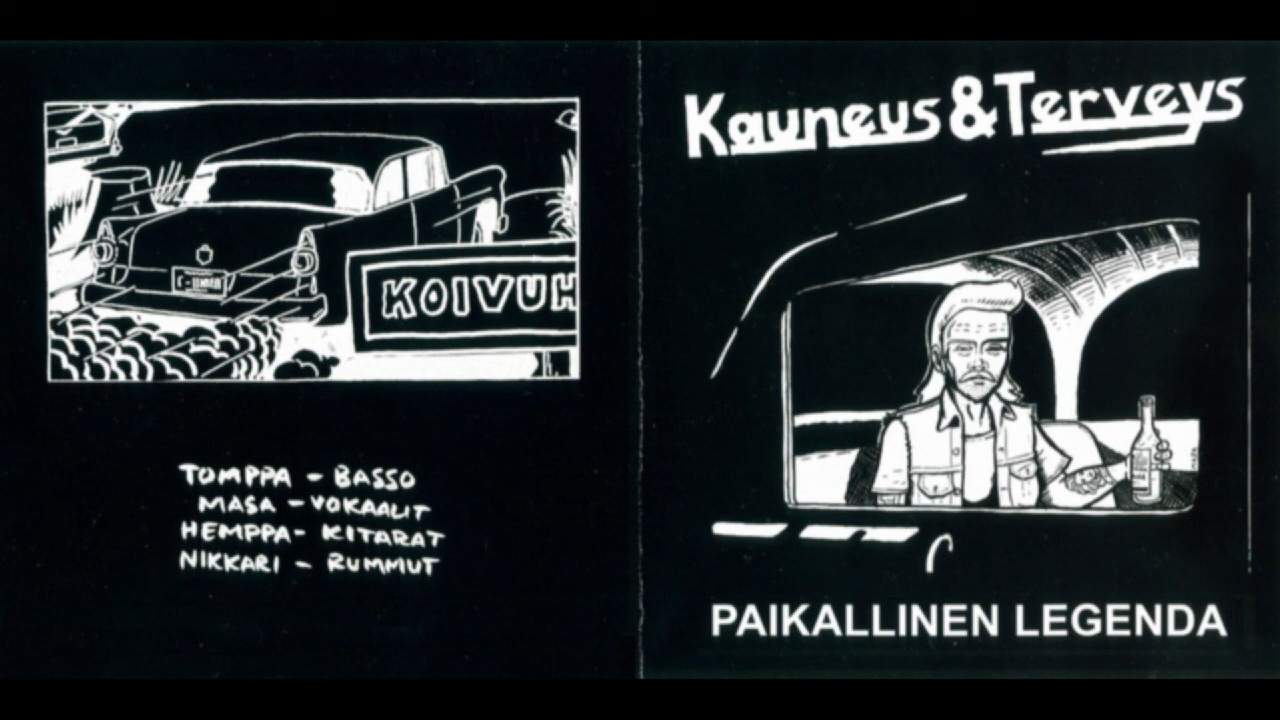 KOIVUH
TOMPPA - BASSO
MASA - VOKAALIT
HEMPPA - KITARAT
NIKKARI - RUMMUT
Kauneus & Terveys
PAIKALLINEN LEGENDA